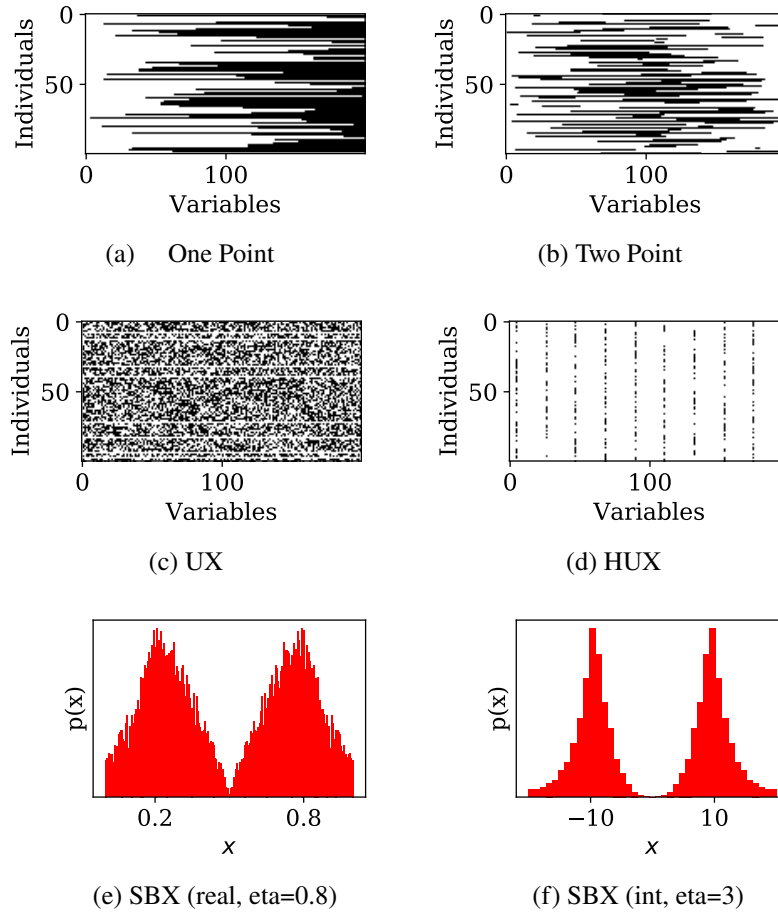 0
50
Individuals
0
100
Variables
(a) One Point
0
50
Individuals
0
100
Variables
(b) Two Point
0
50
Individuals
0
100
Variables
(c) UX
0
50
Individuals
0
100
Variables
(d) HUX
p(x)
0.2
0.8
x
(e) SBX (real, eta=0.8)
p(x)
−10
10
x
(f) SBX (int, eta=3)